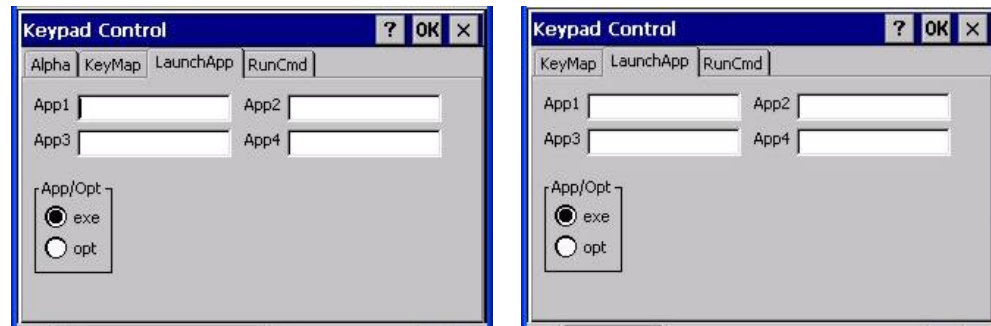 Keypad Control ? OK ×
Alpha KeyMap LaunchApp RunCmd
App1 App2
App3 App4
App/Opt
exe
opt
Keypad Control ? OK ×
KeyMap LaunchApp RunCmd
App1 App2
App3 App4
App/Opt
exe
opt